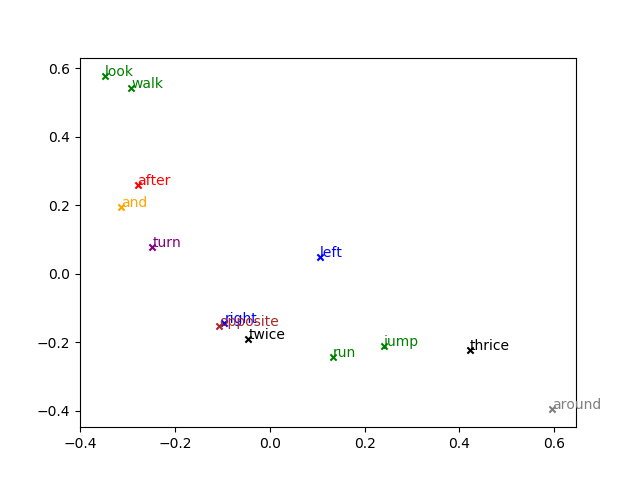 0.6
look
walk
0.4
after
0.2
and
turn
left
0.0
right
opposite
twice
−0.2
run
jump
thrice
around
−0.4
−0.4 −0.2 0.0 0.2 0.4 0.6